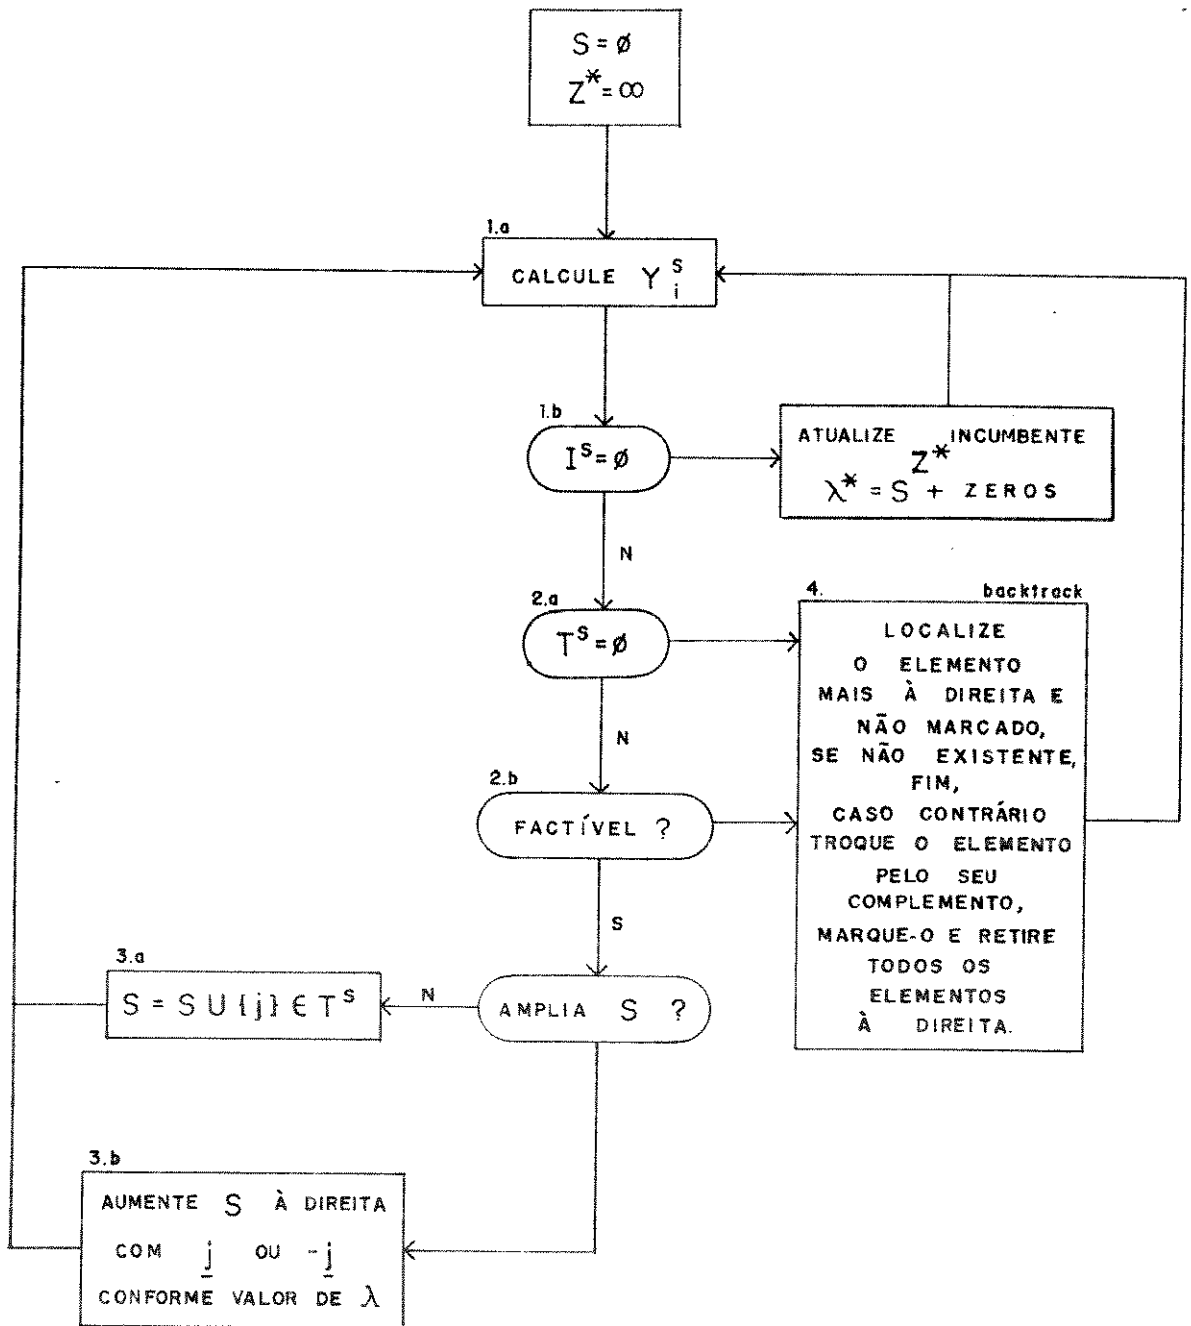 S = ∅
Z* = ∞
1.a
CALCULE Y_i^S
1.b
I^S = ∅
ATUALIZE INCUMBENTE
Z*
λ* = S + ZEROS
N
2.a
T^S = ∅
4. backtrack
LOCALIZE
O ELEMENTO
MAIS À DIREITA E
NÃO MARCADO,
SE NÃO EXISTENTE,
FIM,
CASO CONTRÁRIO
TROQUE O ELEMENTO
PELO SEU
COMPLEMENTO,
MARQUE-O E RETIRE
TODOS OS
ELEMENTOS
À DIREITA.
N
2.b
FACTÍVEL ?
S
AMPLIA S ?
N
3.a
S = S U {j} ∈ T^S
3.b
AUMENTE S À DIREITA
COM j OU -j
CONFORME VALOR DE λ